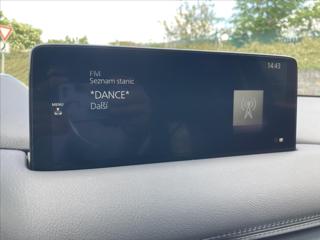 FM
Seznam stanic
14:43
*DANCE*
Další
MENU